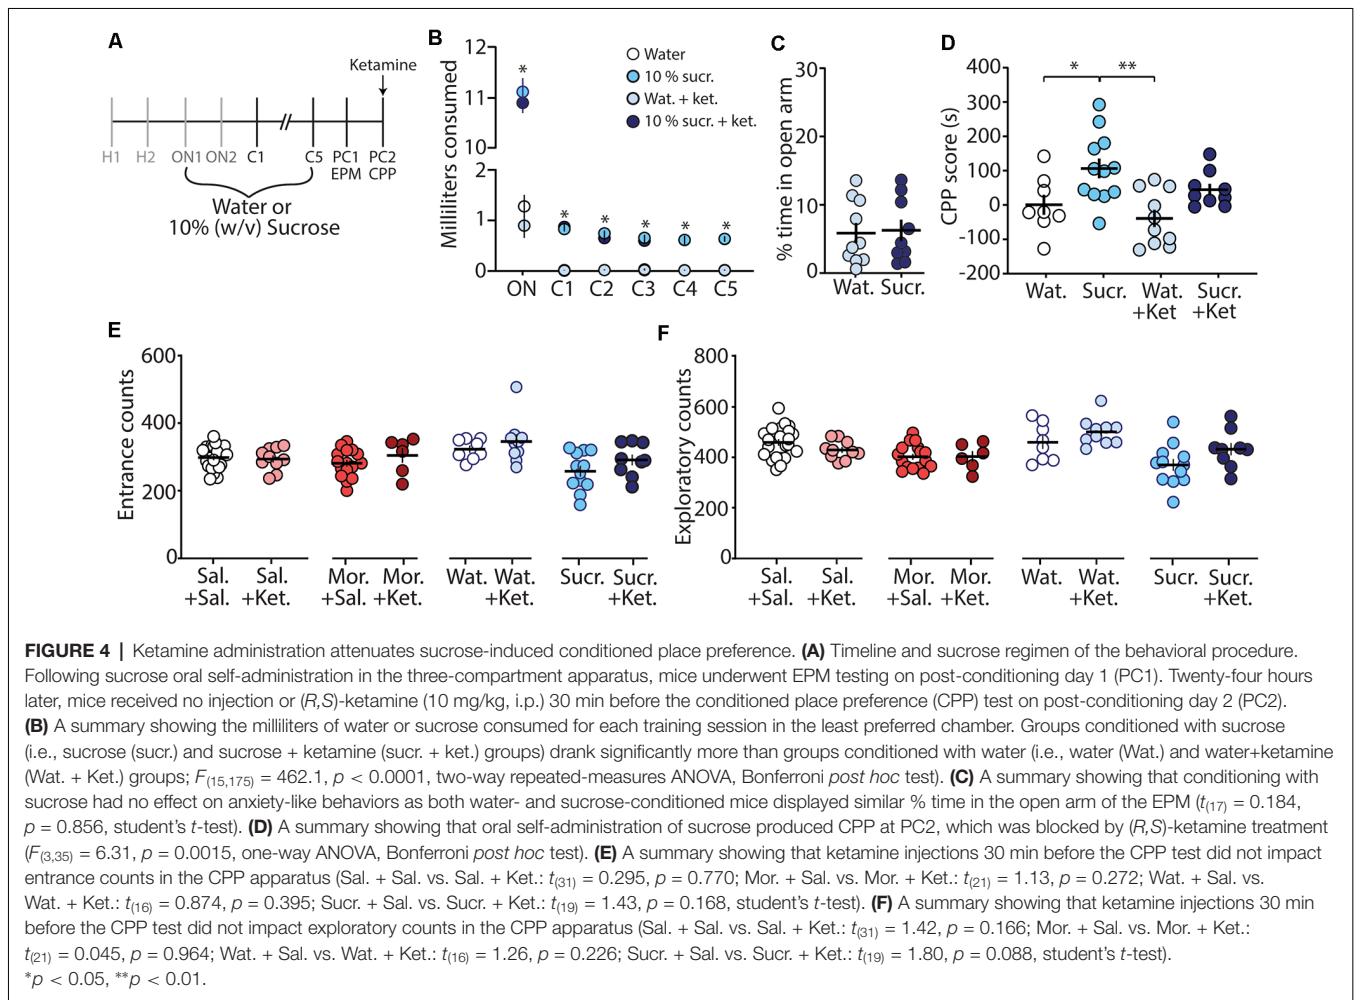 A
Ketamine
H1 H2 ON1 ON2 C1 C5 PC1 PC2
EPM CPP
Water or
10% (w/v) Sucrose
B
Milliliters consumed
12
11
10
2
1
0
*
* * * * *
ON C1 C2 C3 C4 C5
Water
10 % sucr.
Wat. + ket.
10 % sucr. + ket.
C
% time in open arm
30
20
10
0
Wat. Sucr.
D
CPP score (s)
400
300
200
100
0
-100
-200
* **
Wat. Sucr. Wat. Sucr.
+Ket +Ket
E
Entrance counts
600
400
200
0
Sal. Sal. Mor. Mor. Wat. Wat. Sucr. Sucr.
+Sal. +Ket. +Sal. +Ket. +Ket. +Ket.
F
Exploratory counts
800
600
400
200
0
Sal. Sal. Mor. Mor. Wat. Wat. Sucr. Sucr.
+Sal. +Ket. +Sal. +Ket. +Ket. +Ket.
FIGURE 4 | Ketamine administration attenuates sucrose-induced conditioned place preference. (A) Timeline and sucrose regimen of the behavioral procedure.
Following sucrose oral self-administration in the three-compartment apparatus, mice underwent EPM testing on post-conditioning day 1 (PC1). Twenty-four hours
later, mice received no injection or (R,S)-ketamine (10 mg/kg, i.p.) 30 min before the conditioned place preference (CPP) test on post-conditioning day 2 (PC2).
(B) A summary showing the milliliters of water or sucrose consumed for each training session in the least preferred chamber. Groups conditioned with sucrose
(i.e., sucrose (sucr.) and sucrose + ketamine (sucr. + ket.) groups) drank significantly more than groups conditioned with water (i.e., water (Wat.) and water+ketamine
(Wat. + Ket.) groups; F(15,175) = 462.1, p < 0.0001, two-way repeated-measures ANOVA, Bonferroni post hoc test). (C) A summary showing that conditioning with
sucrose had no effect on anxiety-like behaviors as both water- and sucrose-conditioned mice displayed similar % time in the open arm of the EPM (t(17) = 0.184,
p = 0.856, student's t-test). (D) A summary showing that oral self-administration of sucrose produced CPP at PC2, which was blocked by (R,S)-ketamine treatment
(F(3,35) = 6.31, p = 0.0015, one-way ANOVA, Bonferroni post hoc test). (E) A summary showing that ketamine injections 30 min before the CPP test did not impact
entrance counts in the CPP apparatus (Sal. + Sal. vs. Sal. + Ket.: t(31) = 0.295, p = 0.770; Mor. + Sal. vs. Mor. + Ket.: t(21) = 1.13, p = 0.272; Wat. + Sal. vs.
Wat. + Ket.: t(16) = 0.874, p = 0.395; Sucr. + Sal. vs. Sucr. + Ket.: t(19) = 1.43, p = 0.168, student's t-test). (F) A summary showing that ketamine injections 30 min
before the CPP test did not impact exploratory counts in the CPP apparatus (Sal. + Sal. vs. Sal. + Ket.: t(31) = 1.42, p = 0.166; Mor. + Sal. vs. Mor. + Ket.:
t(21) = 0.045, p = 0.964; Wat. + Sal. vs. Wat. + Ket.: t(16) = 1.26, p = 0.226; Sucr. + Sal. vs. Sucr. + Ket.: t(19) = 1.80, p = 0.088, student's t-test).
*p < 0.05, **p < 0.01.